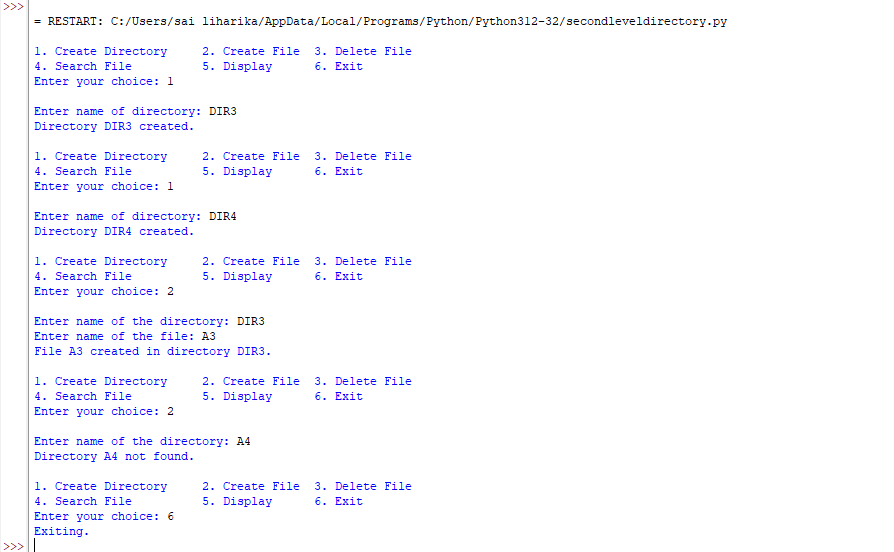 >>>
= RESTART: C:/Users/sai liharika/AppData/Local/Programs/Python/Python312-32/secondleveldirectory.py
1. Create Directory     2. Create File  3. Delete File
4. Search File          5. Display      6. Exit
Enter your choice: 1
Enter name of directory: DIR3
Directory DIR3 created.
1. Create Directory     2. Create File  3. Delete File
4. Search File          5. Display      6. Exit
Enter your choice: 1
Enter name of directory: DIR4
Directory DIR4 created.
1. Create Directory     2. Create File  3. Delete File
4. Search File          5. Display      6. Exit
Enter your choice: 2
Enter name of the directory: DIR3
Enter name of the file: A3
File A3 created in directory DIR3.
1. Create Directory     2. Create File  3. Delete File
4. Search File          5. Display      6. Exit
Enter your choice: 2
Enter name of the directory: A4
Directory A4 not found.
1. Create Directory     2. Create File  3. Delete File
4. Search File          5. Display      6. Exit
Enter your choice: 6
Exiting.
>>>